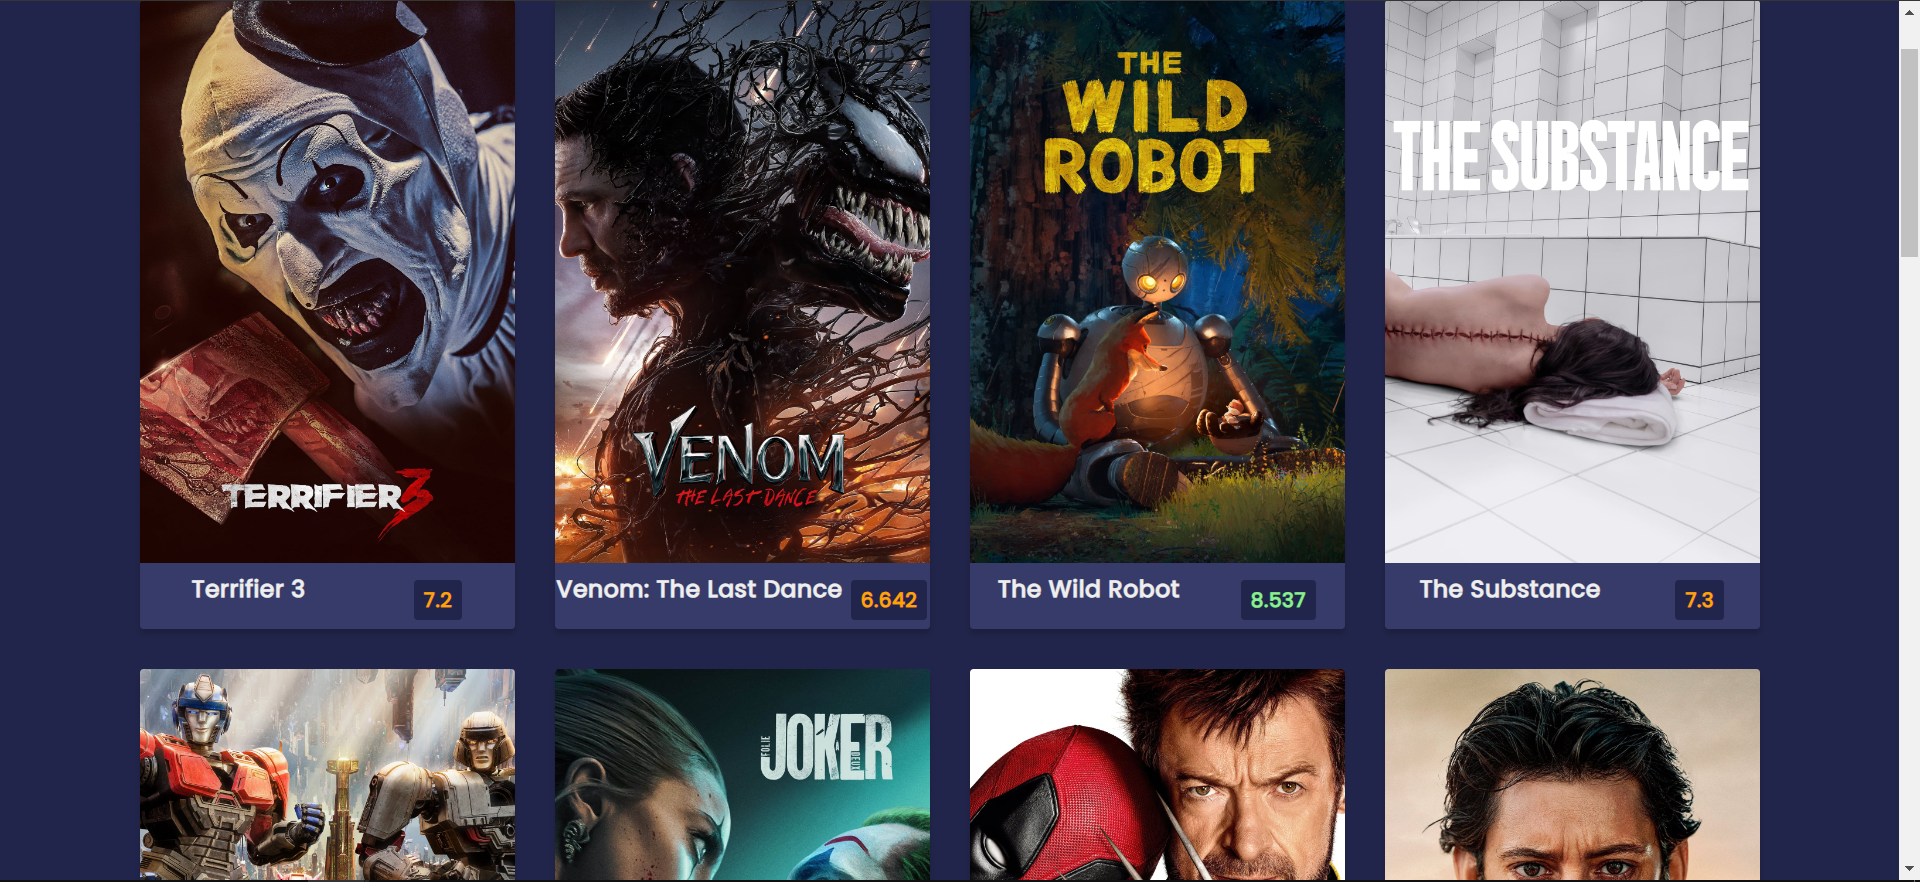 TERRIFIER 3
VENOM
THE LAST DANCE
THE
WILD
ROBOT
THE SUBSTANCE
Terrifier 3
7.2
Venom: The Last Dance
6.642
The Wild Robot
8.537
The Substance
7.3
JOKER
FOLIE
À
DEUX